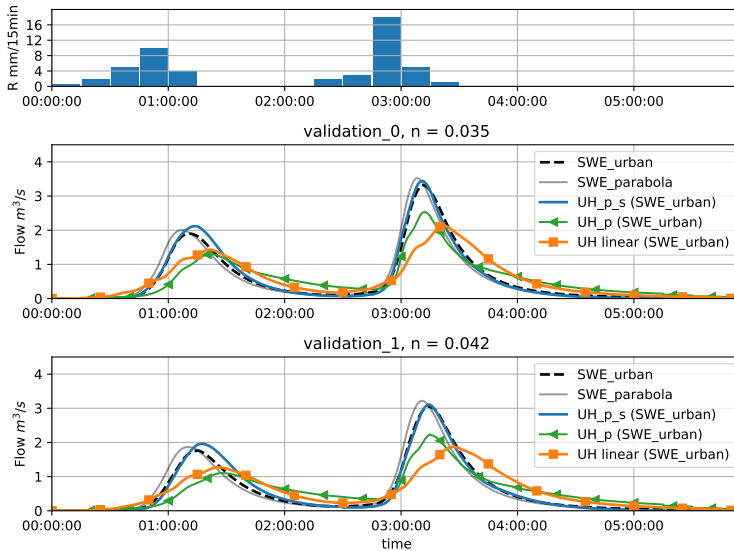 R mm/15min
16
12
8
4
0
00:00:00 01:00:00 02:00:00 03:00:00 04:00:00 05:00:00
validation_0, n = 0.035
Flow m³/s
4
3
2
1
0
SWE_urban
SWE_parabola
UH_p_s (SWE_urban)
UH_p (SWE_urban)
UH linear (SWE_urban)
00:00:00 01:00:00 02:00:00 03:00:00 04:00:00 05:00:00
validation_1, n = 0.042
Flow m³/s
4
3
2
1
0
SWE_urban
SWE_parabola
UH_p_s (SWE_urban)
UH_p (SWE_urban)
UH linear (SWE_urban)
00:00:00 01:00:00 02:00:00 03:00:00 04:00:00 05:00:00
time